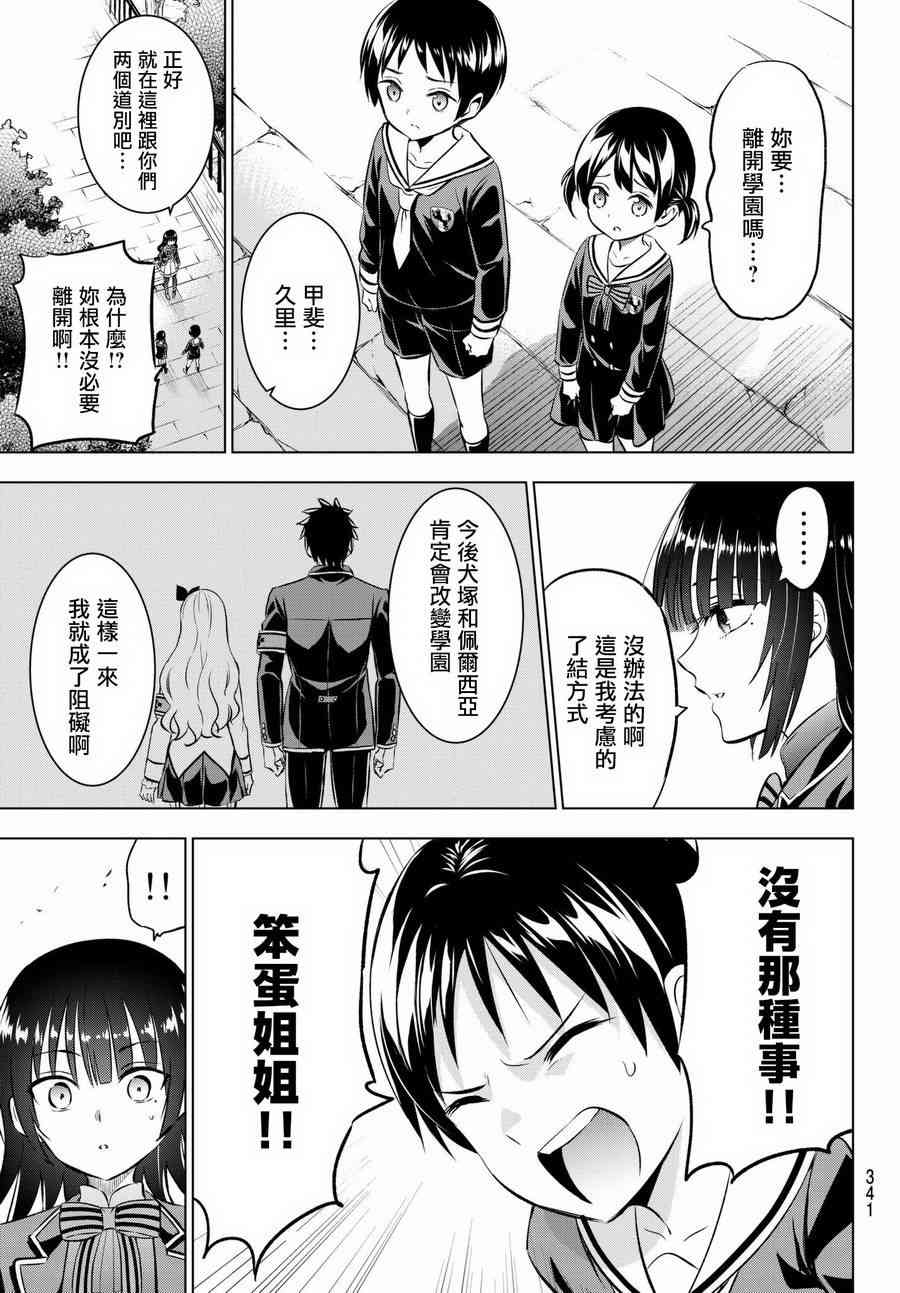 妳要…
離開學園嗎…?
甲斐…
久里…
正好
就在這裡跟你們
两個道別吧…
為什麼!?
妳根本沒必要
離開啊!!
……
沒辦法的啊
這是我考慮的
了結方式
今後犬塚和佩爾西亞
肯定會改變學園
這樣一來
我就成了阻礙啊
沒有那種事!!
笨蛋姐姐!!
!!
341